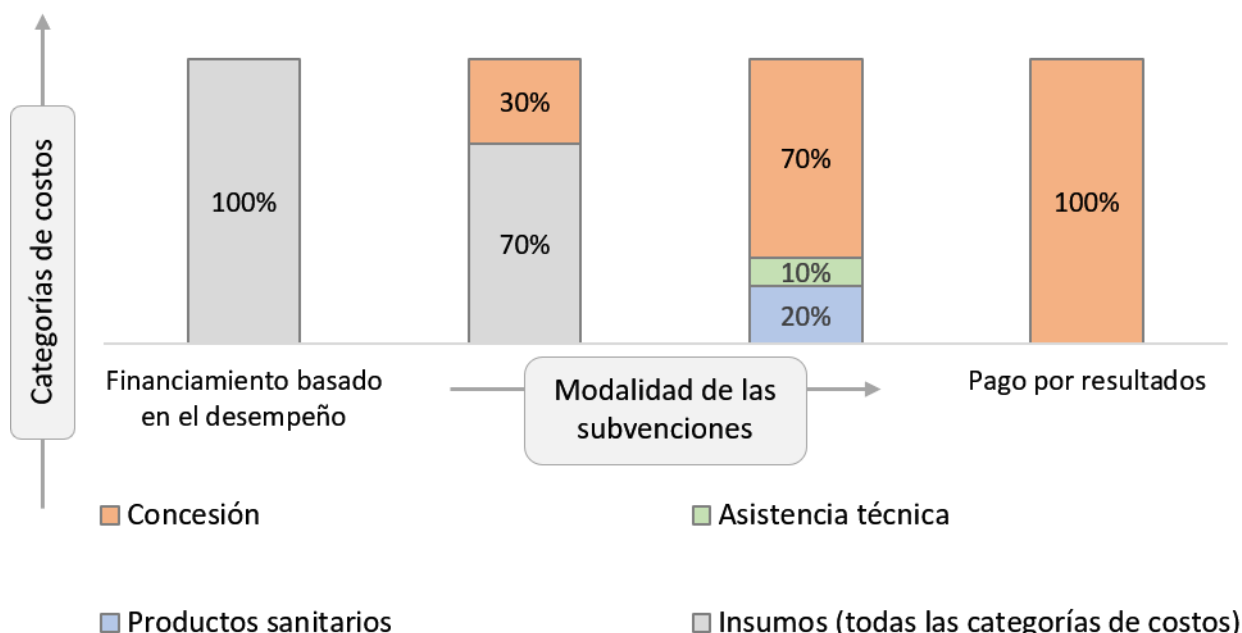 Categorías de costos
100%
30%
70%
70%
10%
20%
100%
Financiamiento basado
en el desempeño
Modalidad de las
subvenciones
Pago por resultados
Concesión
Asistencia técnica
Productos sanitarios
Insumos (todas las categorías de costos)